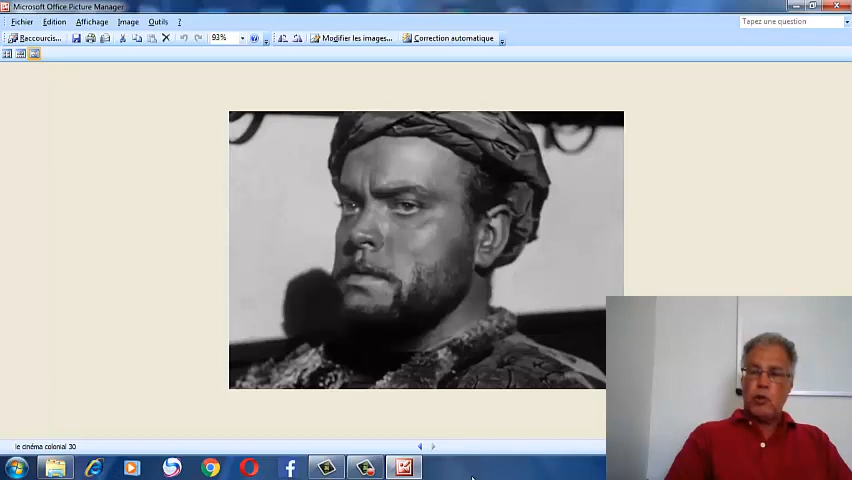 Microsoft Office Picture Manager
Fichier Edition Affichage Image Outils ?
Tapez une question
Raccourcis... 93% Modifier les images... Correction automatique
le cinéma colonial 30